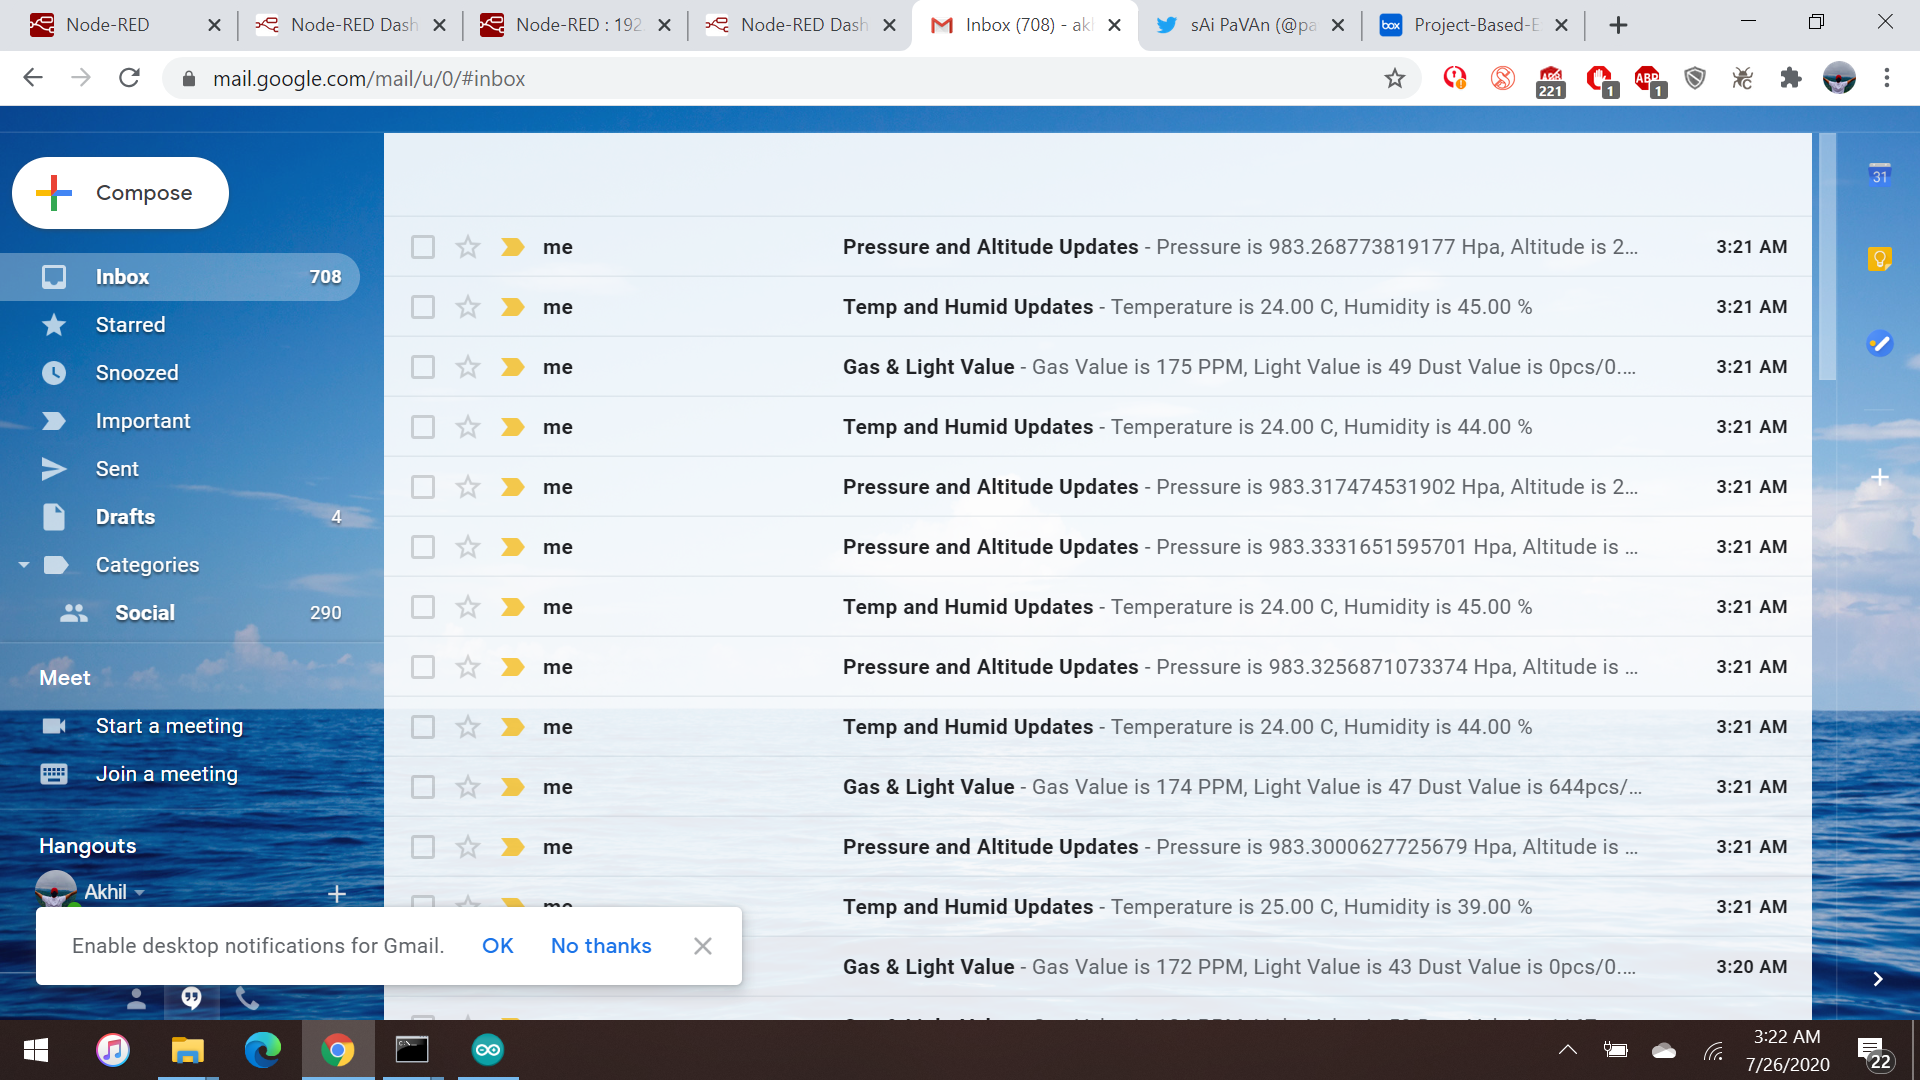 Node-RED
Node-RED Dash
Node-RED : 192.
Node-RED Dash
Inbox (708) - akl
sAi PaVAn (@pa
box
Project-Based-E
mail.google.com/mail/u/0/#inbox
221
1
ABP
1
Compose
Inbox 708
Starred
Snoozed
Important
Sent
Drafts 4
Categories
Social 290
Meet
Start a meeting
Join a meeting
Hangouts
Akhil
me Pressure and Altitude Updates - Pressure is 983.268773819177 Hpa, Altitude is 2... 3:21 AM
me Temp and Humid Updates - Temperature is 24.00 C, Humidity is 45.00 % 3:21 AM
me Gas & Light Value - Gas Value is 175 PPM, Light Value is 49 Dust Value is 0pcs/0.... 3:21 AM
me Temp and Humid Updates - Temperature is 24.00 C, Humidity is 44.00 % 3:21 AM
me Pressure and Altitude Updates - Pressure is 983.317474531902 Hpa, Altitude is 2... 3:21 AM
me Pressure and Altitude Updates - Pressure is 983.3331651595701 Hpa, Altitude is ... 3:21 AM
me Temp and Humid Updates - Temperature is 24.00 C, Humidity is 45.00 % 3:21 AM
me Pressure and Altitude Updates - Pressure is 983.3256871073374 Hpa, Altitude is ... 3:21 AM
me Temp and Humid Updates - Temperature is 24.00 C, Humidity is 44.00 % 3:21 AM
me Gas & Light Value - Gas Value is 174 PPM, Light Value is 47 Dust Value is 644pcs/... 3:21 AM
me Pressure and Altitude Updates - Pressure is 983.3000627725679 Hpa, Altitude is ... 3:21 AM
me Temp and Humid Updates - Temperature is 25.00 C, Humidity is 39.00 % 3:21 AM
Gas & Light Value - Gas Value is 172 PPM, Light Value is 43 Dust Value is 0pcs/0.... 3:20 AM
31
Enable desktop notifications for Gmail. OK No thanks
3:22 AM
7/26/2020
22